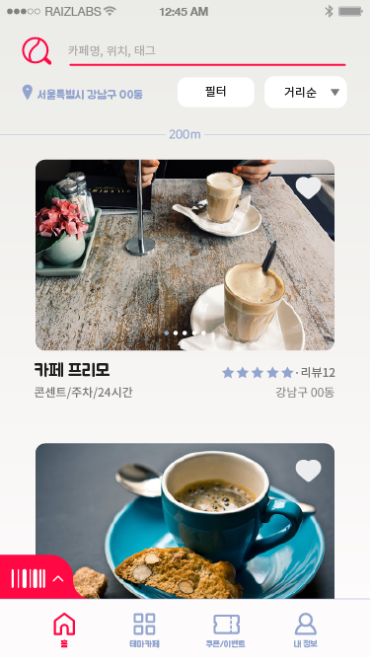 RAIZLABS 12:45 AM
카페명, 위치, 태그
서울특별시 강남구 00동 필터 거리순
200m
카페 프리모 리뷰12
콘센트/주차/24시간 강남구 00동
홈 테마카페 쿠폰/이벤트 내 정보